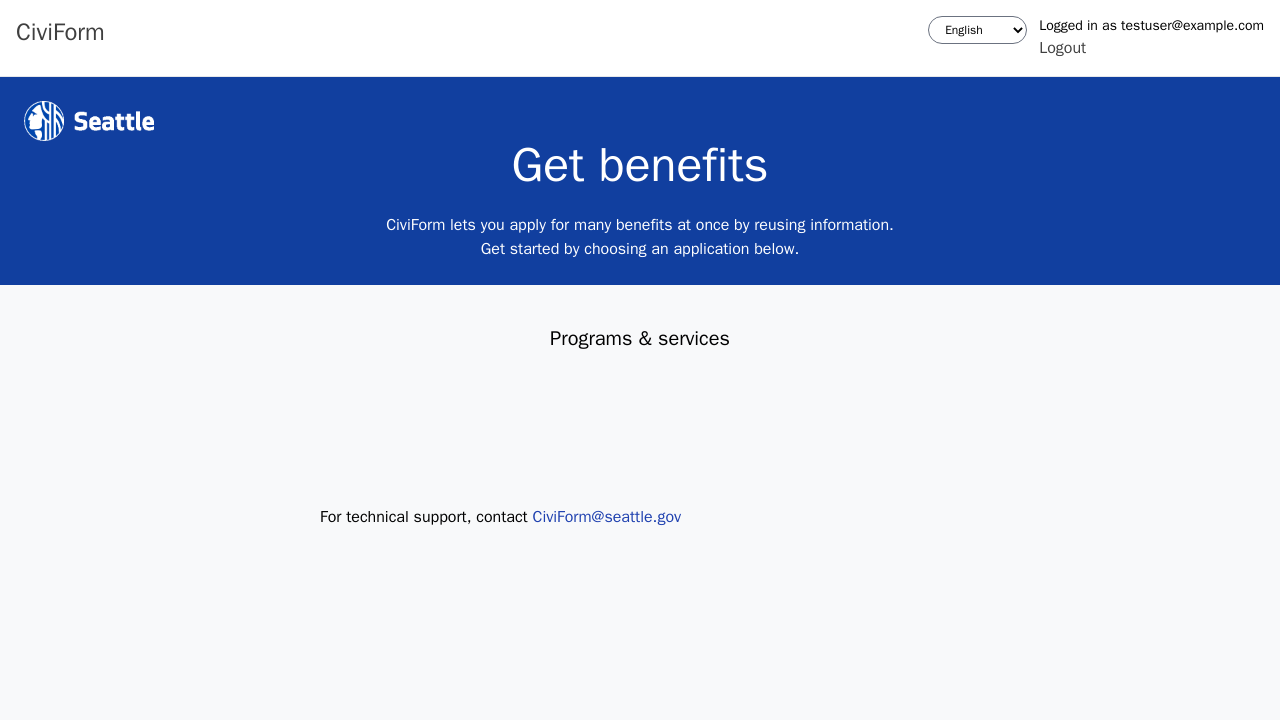 CiviForm
English
Logged in as testuser@example.com
Logout
Seattle
Get benefits
CiviForm lets you apply for many benefits at once by reusing information.
Get started by choosing an application below.
Programs & services
For technical support, contact CiviForm@seattle.gov